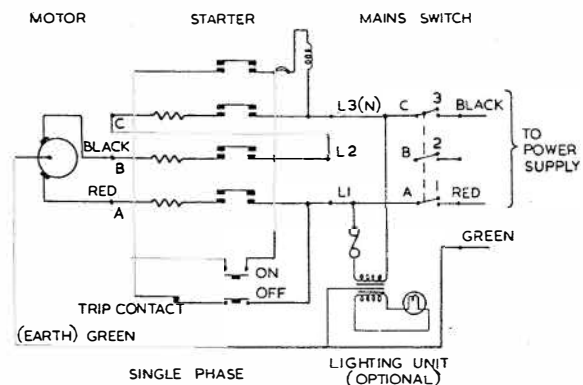 MOTOR STARTER MAINS SWITCH
L3(N) C 3 BLACK
C
BLACK B L2 B 2
TO POWER SUPPLY
RED A L1 A 1 RED
GREEN
ON
OFF
TRIP CONTACT
(EARTH) GREEN
SINGLE PHASE
LIGHTING UNIT
(OPTIONAL)